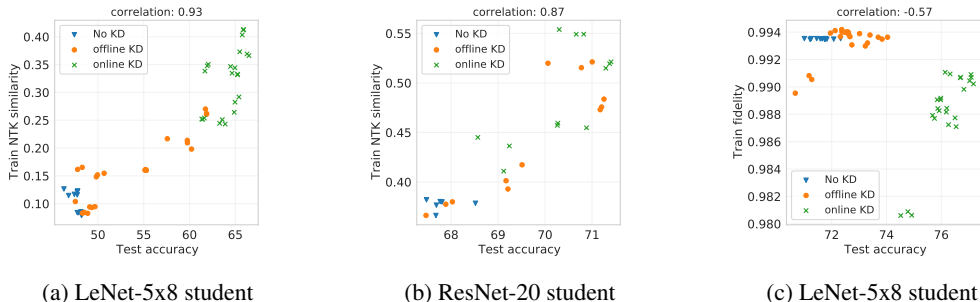 correlation: 0.93
Train NTK similarity
0.40
0.35
0.30
0.25
0.20
0.15
0.10
No KD
offline KD
online KD
50
55
60
65
Test accuracy
(a) LeNet-5x8 student
correlation: 0.87
Train NTK similarity
0.55
0.50
0.45
0.40
No KD
offline KD
online KD
68
69
70
71
Test accuracy
(b) ResNet-20 student
correlation: -0.57
Train fidelity
0.994
0.992
0.990
0.988
0.986
0.984
0.982
0.980
No KD
offline KD
online KD
72
74
76
Test accuracy
(c) LeNet-5x8 student